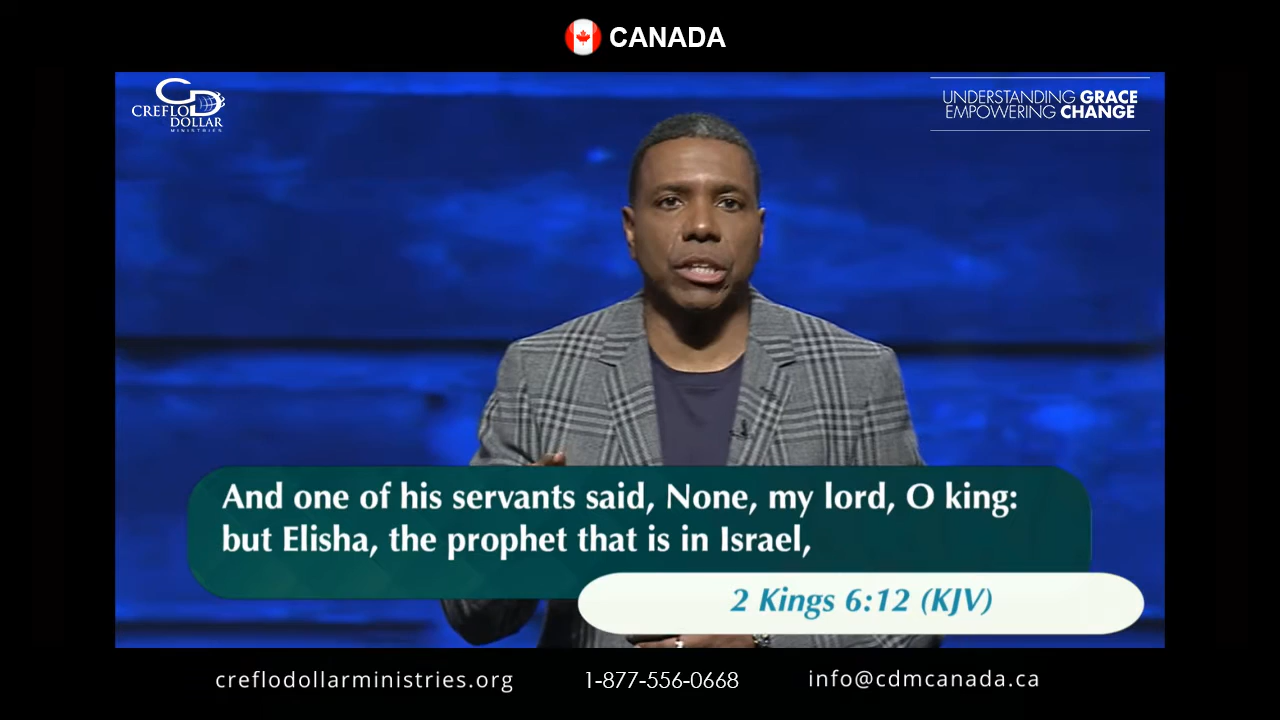 CANADA
CREFLO
DOLLAR
MINISTRIES
UNDERSTANDING GRACE
EMPOWERING CHANGE
And one of his servants said, None, my lord, O king:
but Elisha, the prophet that is in Israel,
2 Kings 6:12 (KJV)
creflodollarministries.org
1-877-556-0668
info@cdmcanada.ca